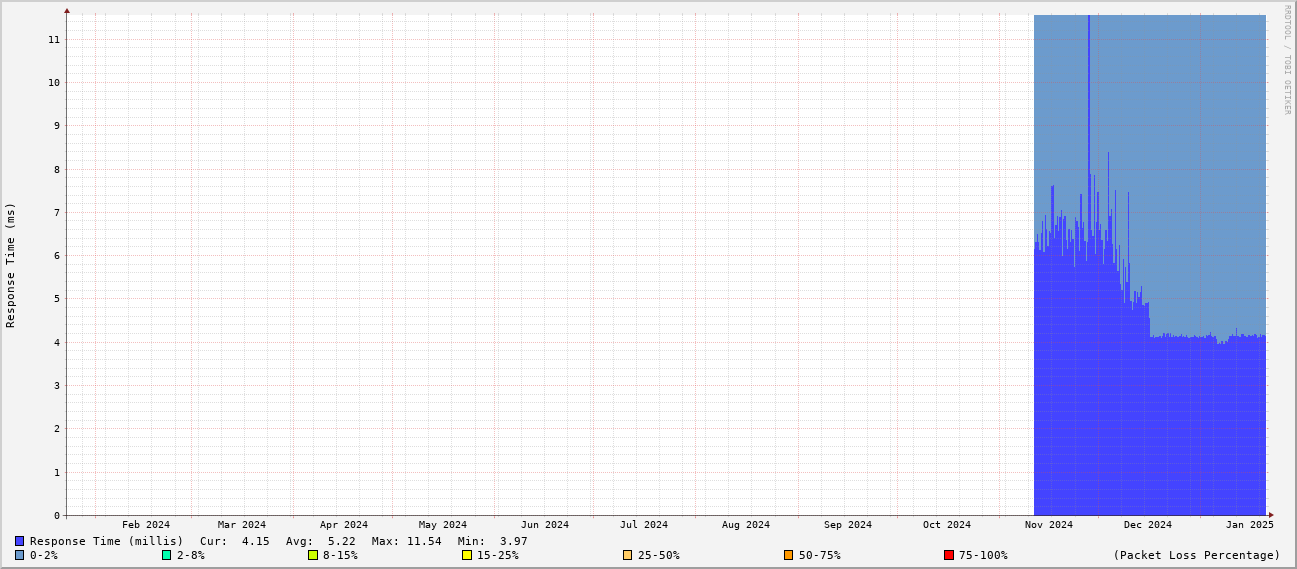 RRDTOOL / TOBI OETIKER
Response Time (ms)
11
10
9
8
7
6
5
4
3
2
1
0
Feb 2024 Mar 2024 Apr 2024 May 2024 Jun 2024 Jul 2024 Aug 2024 Sep 2024 Oct 2024 Nov 2024 Dec 2024 Jan 2025
Response Time (millis) Cur: 4.15 Avg: 5.22 Max: 11.54 Min: 3.97
0-2% 2-8% 8-15% 15-25% 25-50% 50-75% 75-100% (Packet Loss Percentage)